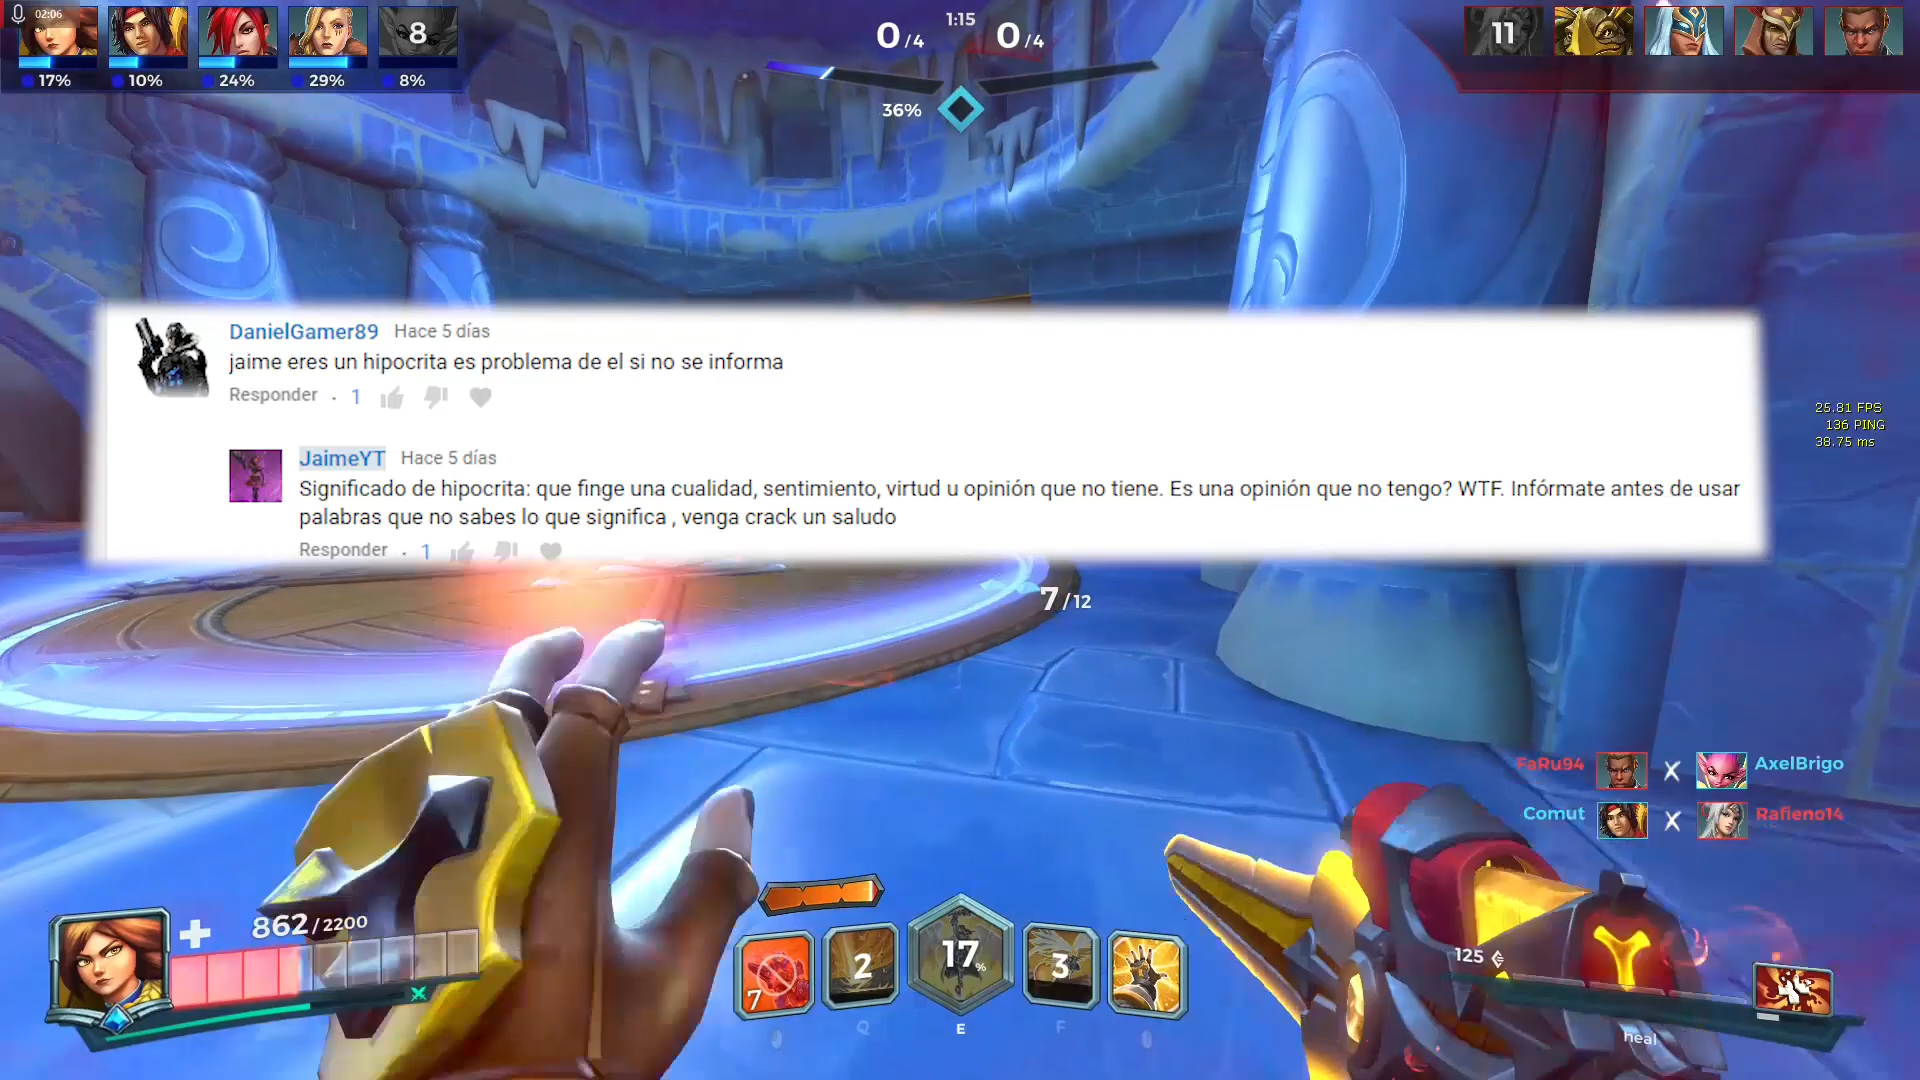 02:06
8
17%
10%
24%
29%
8%
1:15
0/4
0/4
36%
11
DanielGamer89 Hace 5 días
jaime eres un hipocrita es problema de el si no se informa
Responder . 1
JaimeYT Hace 5 días
Significado de hipocrita: que finge una cualidad, sentimiento, virtud u opinión que no tiene. Es una opinión que no tengo? WTF. Infórmate antes de usar
palabras que no sabes lo que significa , venga crack un saludo
Responder . 1
25.81 FPS
136 PING
38.75 ms
7/12
FaRu94 X AxelBrigo
Comut X Rafieno14
862/2200
7
2
17%
3
Q
E
F
125
heal